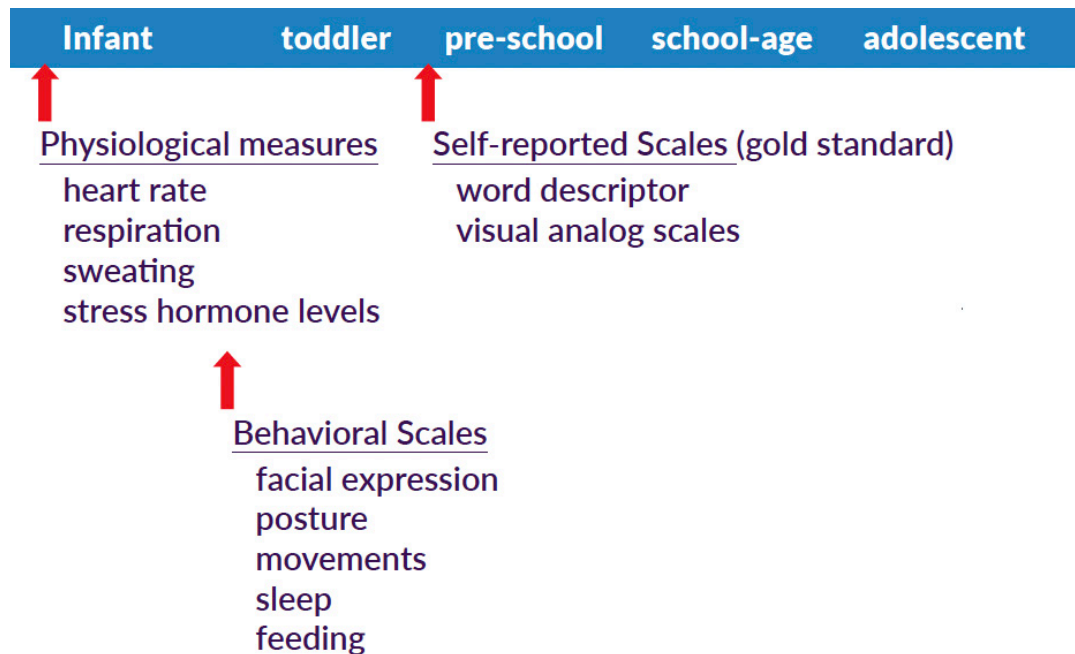 Infant toddler pre-school school-age adolescent
Physiological measures
heart rate
respiration
sweating
stress hormone levels
Self-reported Scales (gold standard)
word descriptor
visual analog scales
Behavioral Scales
facial expression
posture
movements
sleep
feeding